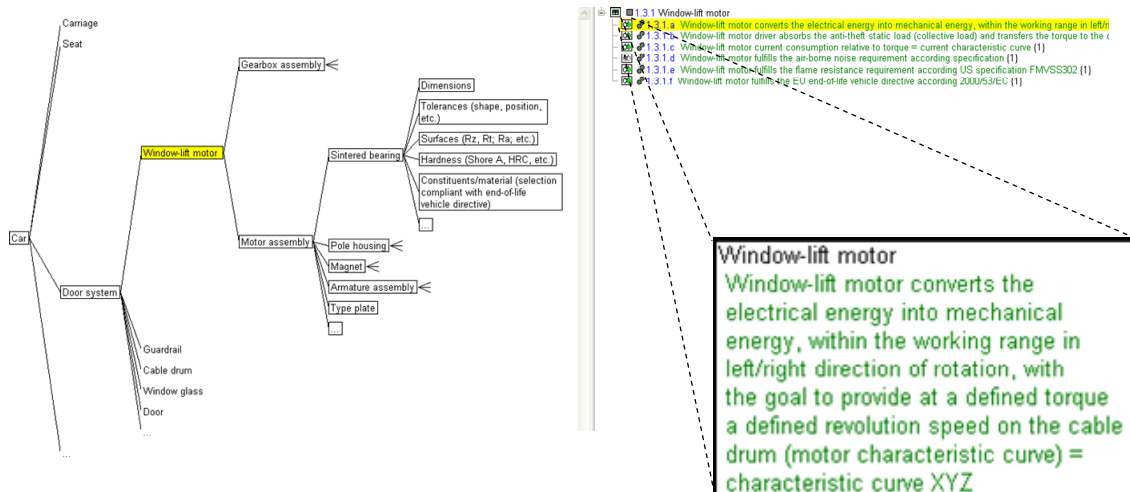 Carriage
Seat
Gearbox assembly
Dimensions
Tolerances (shape, position,
etc.)
Surfaces (Rz, Rt; Ra; etc.)
Window-lift motor
Sintered bearing
Hardness (Shore A, HRC, etc.)
Constituents/material (selection
compliant with end-of-life
vehicle directive)
...
Car
Motor assembly
Pole housing
Magnet
Door system
Armature assembly
Type plate
...
Guardrail
Cable drum
Window glass
Door
...
...
1.3.1 Window-lift motor
1.3.1.a Window-lift motor converts the electrical energy into mechanical energy, within the working range in left/r
1.3.1.b Window-lift motor driver absorbs the anti-theft static load (collective load) and transfers the torque to the c
1.3.1.c Window-lift motor current consumption relative to torque = current characteristic curve {1}
1.3.1.d Window-lift motor fulfills the air-borne noise requirement according specification {1}
1.3.1.e Window-lift motor fulfills the flame resistance requirement according US specification FMVSS302 {1}
1.3.1.f Window-lift motor fulfills the EU end-of-life vehicle directive according 2000/53/EC {1}
Window-lift motor
Window-lift motor converts the
electrical energy into mechanical
energy, within the working range in
left/right direction of rotation, with
the goal to provide at a defined torque
a defined revolution speed on the cable
drum (motor characteristic curve) =
characteristic curve XYZ